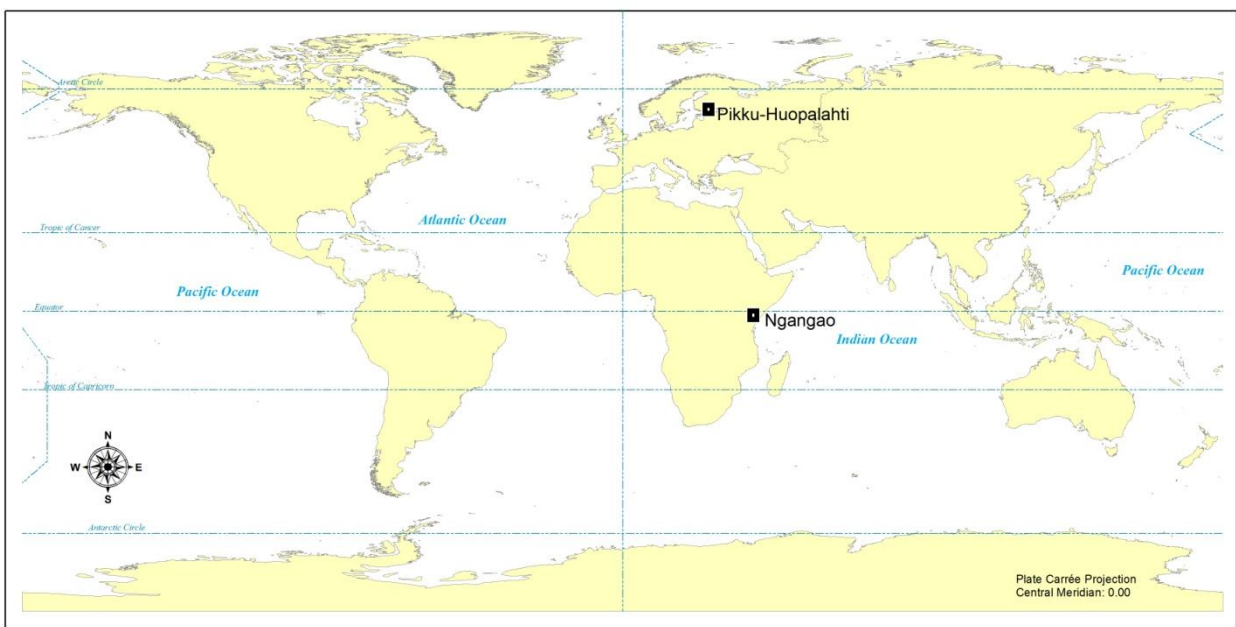 Arctic Circle
Pikku-Huopalahti
Atlantic Ocean
Tropic of Cancer
Pacific Ocean
Pacific Ocean
Equator
Ngangao
Indian Ocean
Tropic of Capricorn
N
W E
S
Antarctic Circle
Plate Carrée Projection
Central Meridian: 0.00